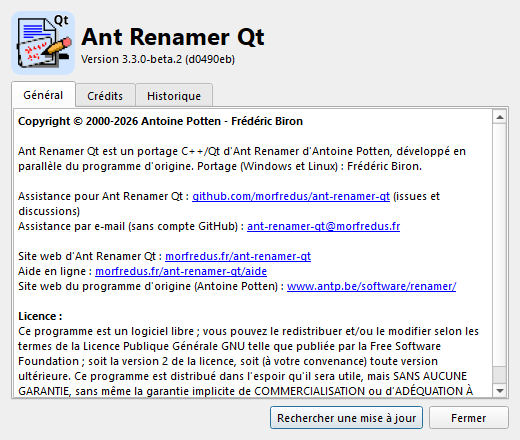 Qt
Ant Renamer Qt
Version 3.3.0-beta.2 (d0490eb)
Général
Crédits
Historique
Copyright © 2000-2026 Antoine Potten - Frédéric Biron
Ant Renamer Qt est un portage C++/Qt d'Ant Renamer d'Antoine Potten, développé en
parallèle du programme d'origine. Portage (Windows et Linux) : Frédéric Biron.
Assistance pour Ant Renamer Qt : github.com/morfredus/ant-renamer-qt (issues et
discussions)
Assistance par e-mail (sans compte GitHub) : ant-renamer-qt@morfredus.fr
Site web d'Ant Renamer Qt : morfredus.fr/ant-renamer-qt
Aide en ligne : morfredus.fr/ant-renamer-qt/aide
Site web du programme d'origine (Antoine Potten) : www.antp.be/software/renamer/
Licence :
Ce programme est un logiciel libre ; vous pouvez le redistribuer et/ou le modifier selon les
termes de la Licence Publique Générale GNU telle que publiée par la Free Software
Foundation ; soit la version 2 de la licence, soit (à votre convenance) toute version
ultérieure. Ce programme est distribué dans l'espoir qu'il sera utile, mais SANS AUCUNE
GARANTIE, sans même la garantie implicite de COMMERCIALISATION ou d'ADÉQUATION À
Rechercher une mise à jour
Fermer